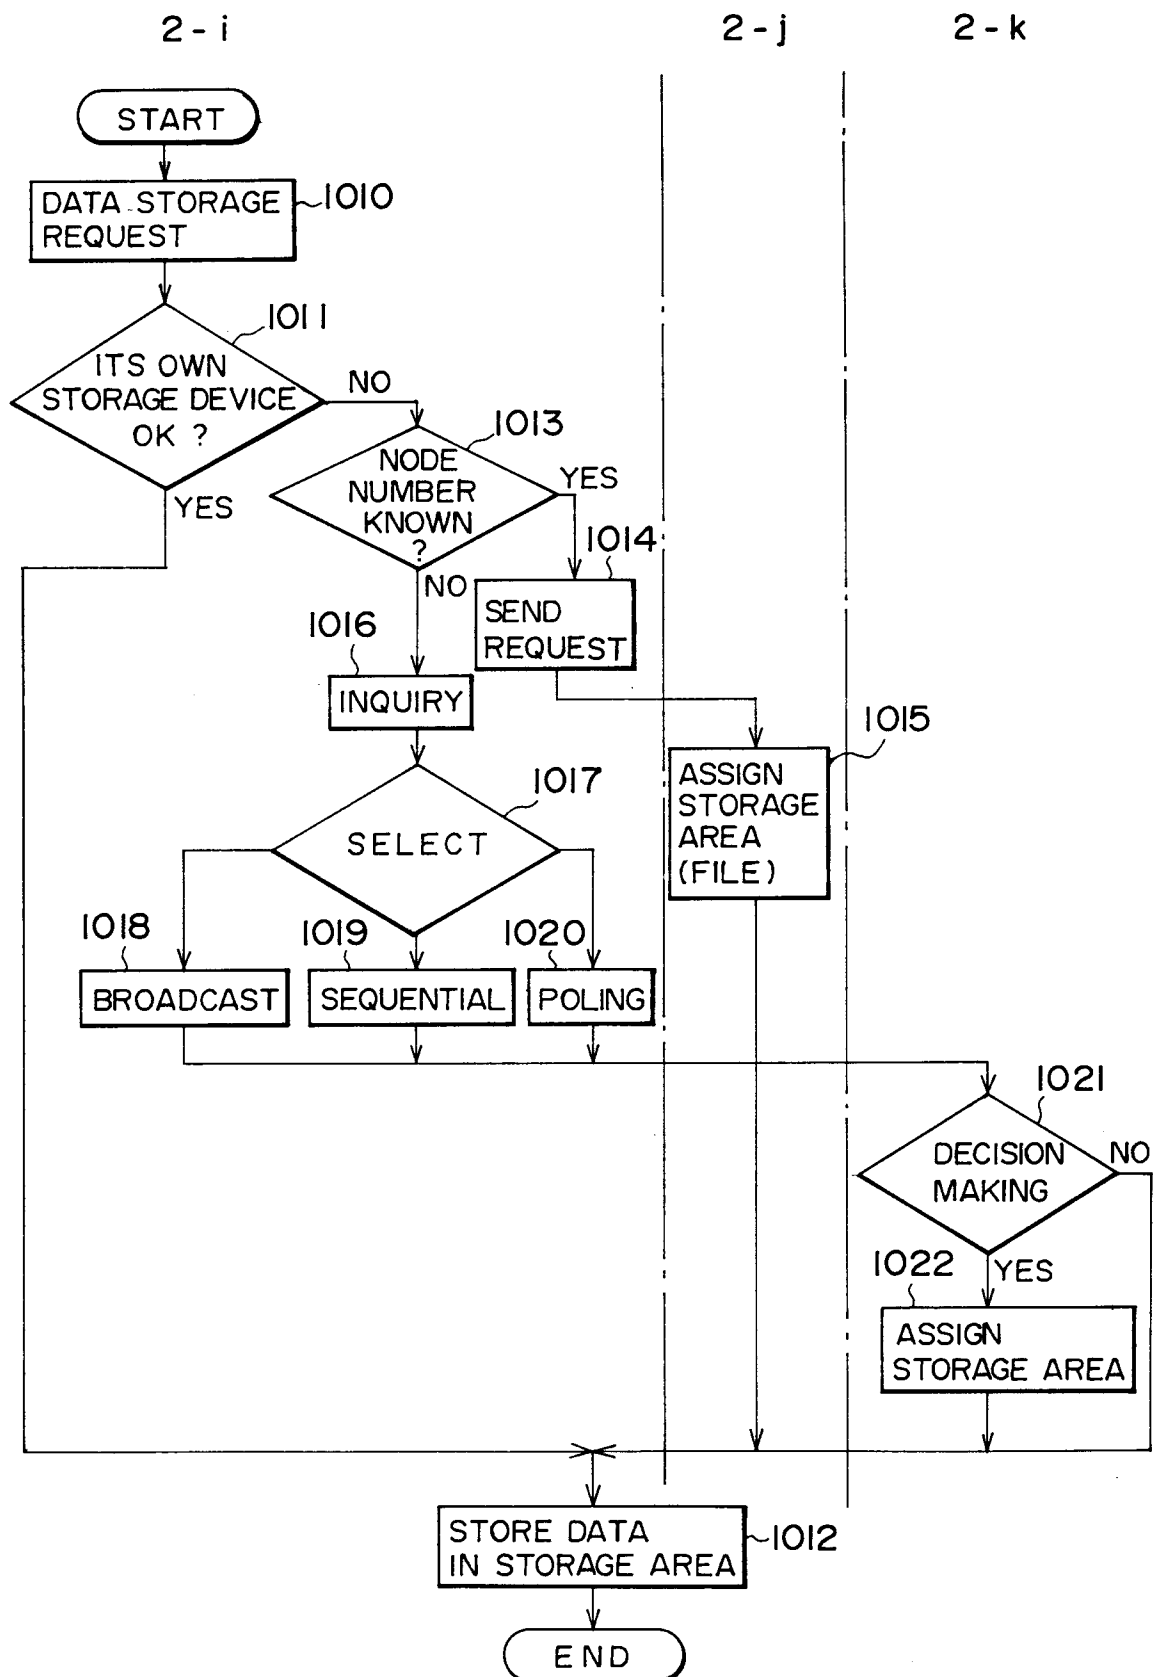 2-i
2-j
2-k
START
DATA STORAGE
REQUEST
1010
1011
ITS OWN
STORAGE DEVICE
OK ?
NO
YES
1013
NODE
NUMBER
KNOWN
?
YES
NO
1014
SEND
REQUEST
1016
INQUIRY
1015
ASSIGN
STORAGE
AREA
(FILE)
1017
SELECT
1018
BROADCAST
1019
SEQUENTIAL
1020
POLING
1021
DECISION
MAKING
NO
YES
1022
ASSIGN
STORAGE AREA
STORE DATA
IN STORAGE AREA
1012
END